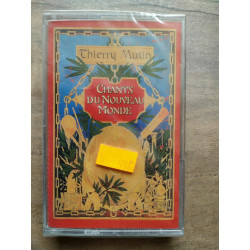 Thierry Mutin
CHANTS
DU NOUVEAU
MONDE